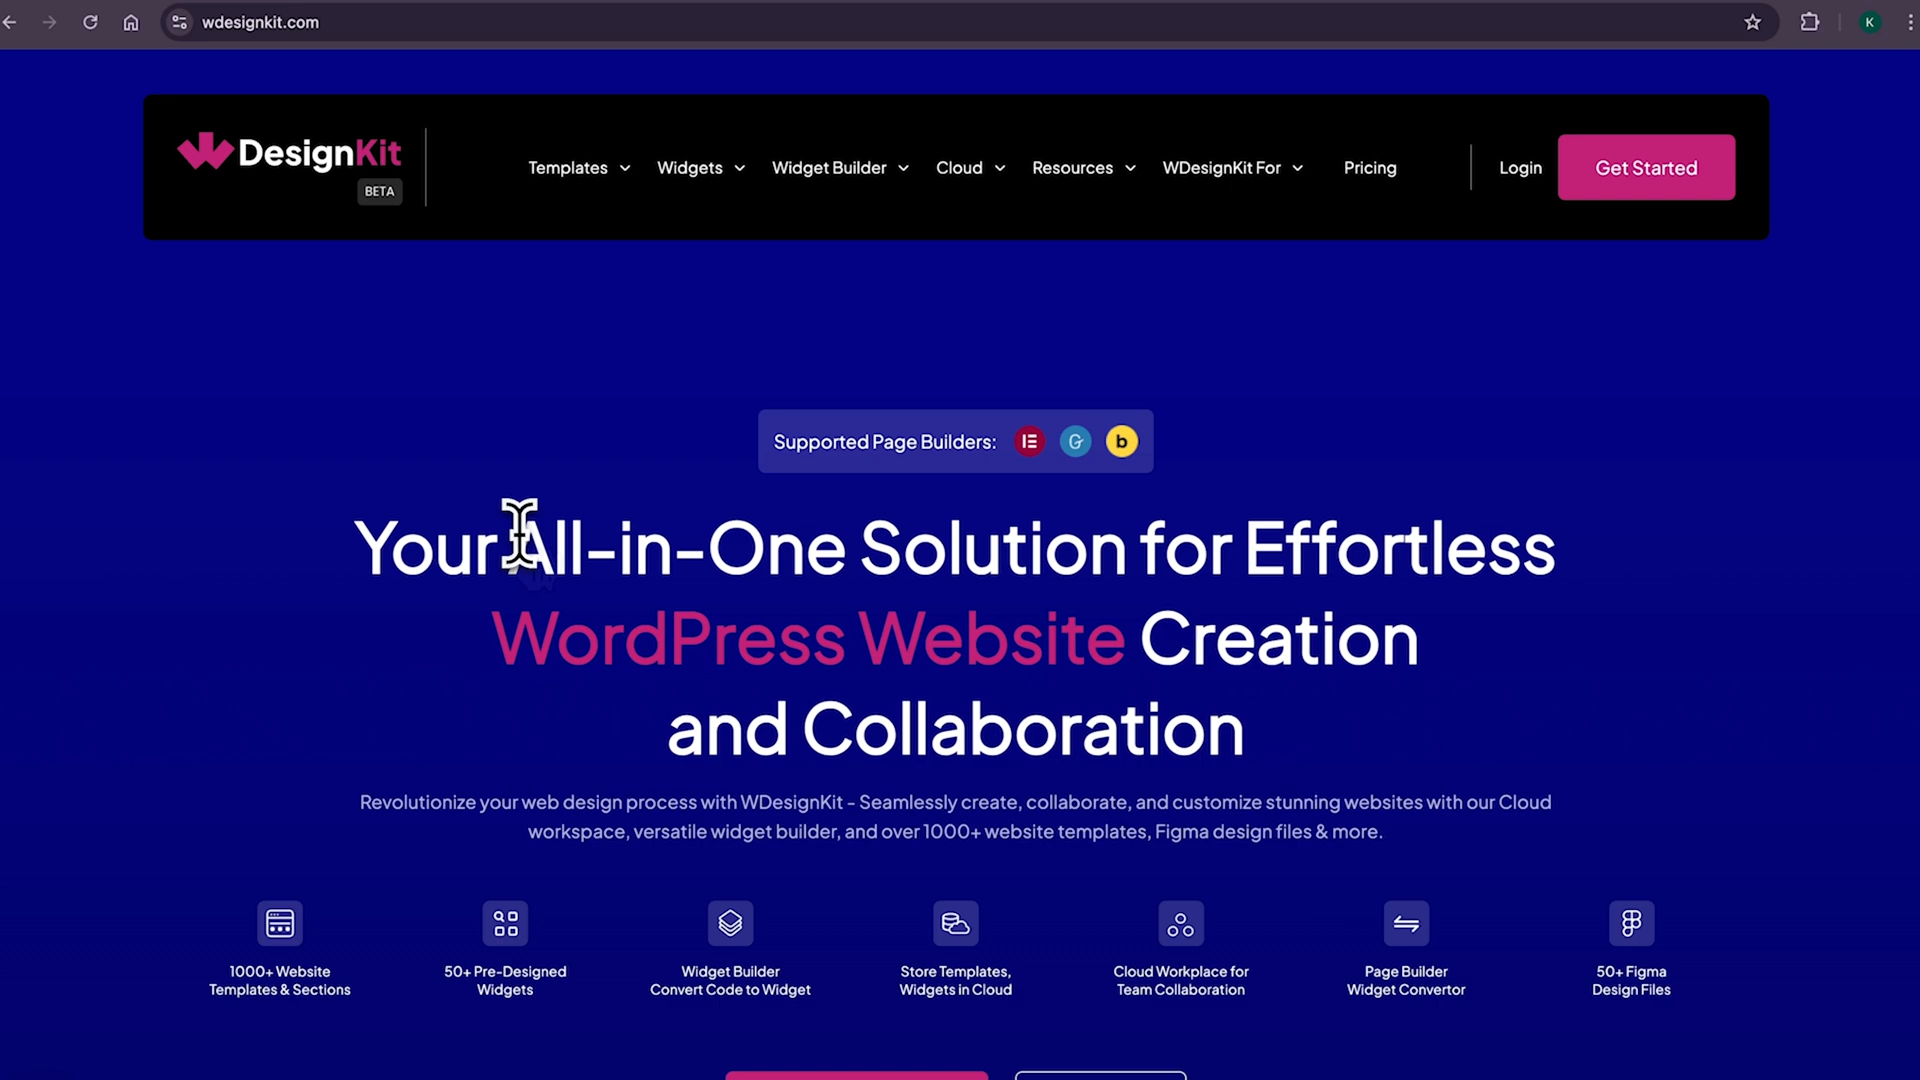 wdesignkit.com
K
DesignKit
BETA
Templates
Widgets
Widget Builder
Cloud
Resources
WDesignKit For
Pricing
Login
Get Started
Supported Page Builders:
b
Your All-in-One Solution for Effortless
WordPress Website Creation
and Collaboration
Revolutionize your web design process with WDesignKit - Seamlessly create, collaborate, and customize stunning websites with our Cloud
workspace, versatile widget builder, and over 1000+ website templates, Figma design files & more.
1000+ Website
Templates & Sections
50+ Pre-Designed
Widgets
Widget Builder
Convert Code to Widget
Store Templates,
Widgets in Cloud
Cloud Workplace for
Team Collaboration
Page Builder
Widget Convertor
50+ Figma
Design Files